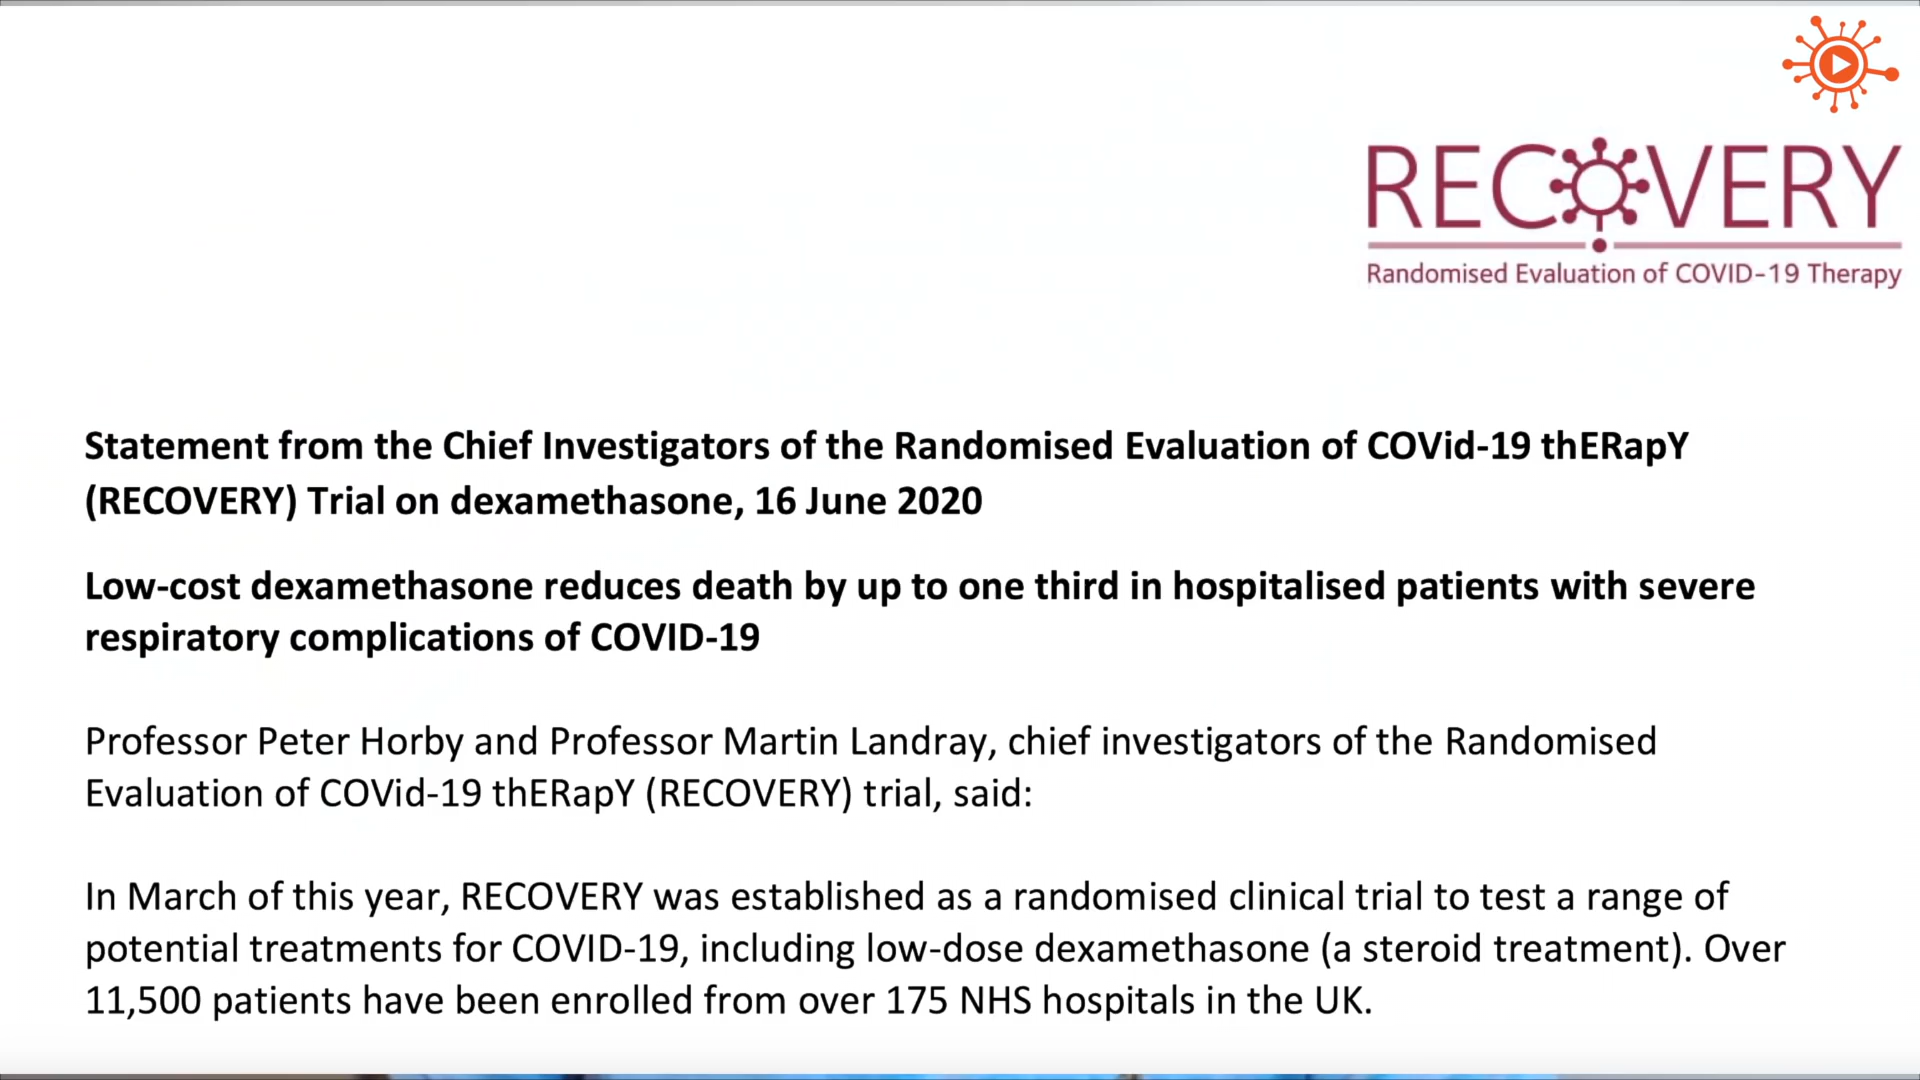 RECOVERY
Randomised Evaluation of COVID-19 Therapy
Statement from the Chief Investigators of the Randomised Evaluation of COVid-19 thERapY
(RECOVERY) Trial on dexamethasone, 16 June 2020
Low-cost dexamethasone reduces death by up to one third in hospitalised patients with severe
respiratory complications of COVID-19
Professor Peter Horby and Professor Martin Landray, chief investigators of the Randomised
Evaluation of COVid-19 thERapY (RECOVERY) trial, said:
In March of this year, RECOVERY was established as a randomised clinical trial to test a range of
potential treatments for COVID-19, including low-dose dexamethasone (a steroid treatment). Over
11,500 patients have been enrolled from over 175 NHS hospitals in the UK.